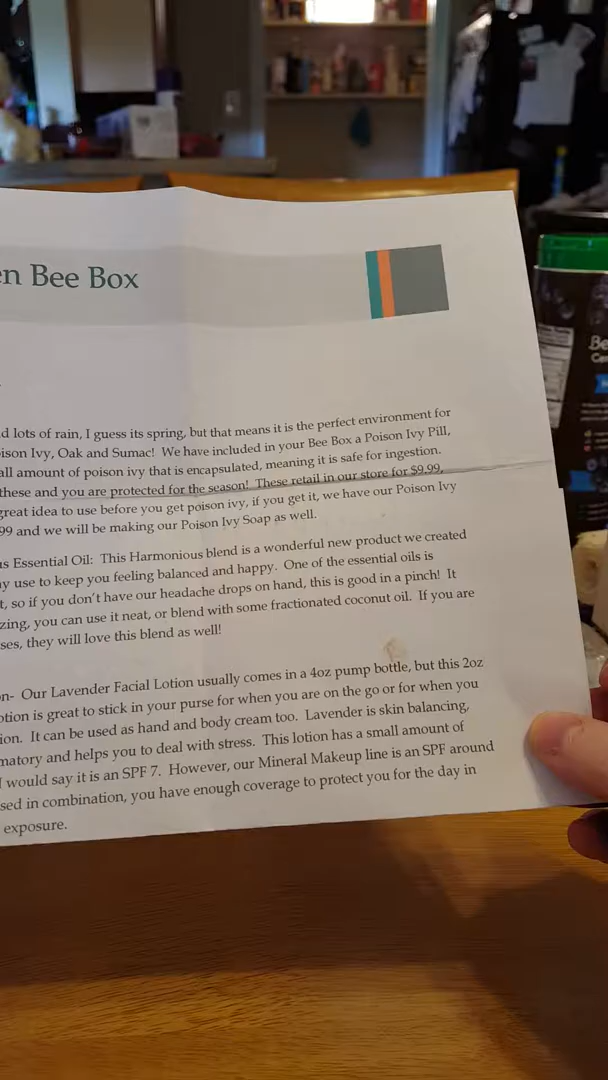 en Bee Box
d lots of rain, I guess its spring, but that means it is the perfect environment for
ison Ivy, Oak and Sumac! We have included in your Bee Box a Poison Ivy Pill,
all amount of poison ivy that is encapsulated, meaning it is safe for ingestion.
these and you are protected for the season! These retail in our store for $9.99,
great idea to use before you get poison ivy, if you get it, we have our Poison Ivy
99 and we will be making our Poison Ivy Soap as well.
us Essential Oil: This Harmonious blend is a wonderful new product we created
ay use to keep you feeling balanced and happy. One of the essential oils is
t, so if you don't have our headache drops on hand, this is good in a pinch! It
zing, you can use it neat, or blend with some fractionated coconut oil. If you are
ses, they will love this blend as well!
on- Our Lavender Facial Lotion usually comes in a 4oz pump bottle, but this 2oz
otion is great to stick in your purse for when you are on the go or for when you
ion. It can be used as hand and body cream too. Lavender is skin balancing,
matory and helps you to deal with stress. This lotion has a small amount of
I would say it is an SPF 7. However, our Mineral Makeup line is an SPF around
sed in combination, you have enough coverage to protect you for the day in
exposure.
Be